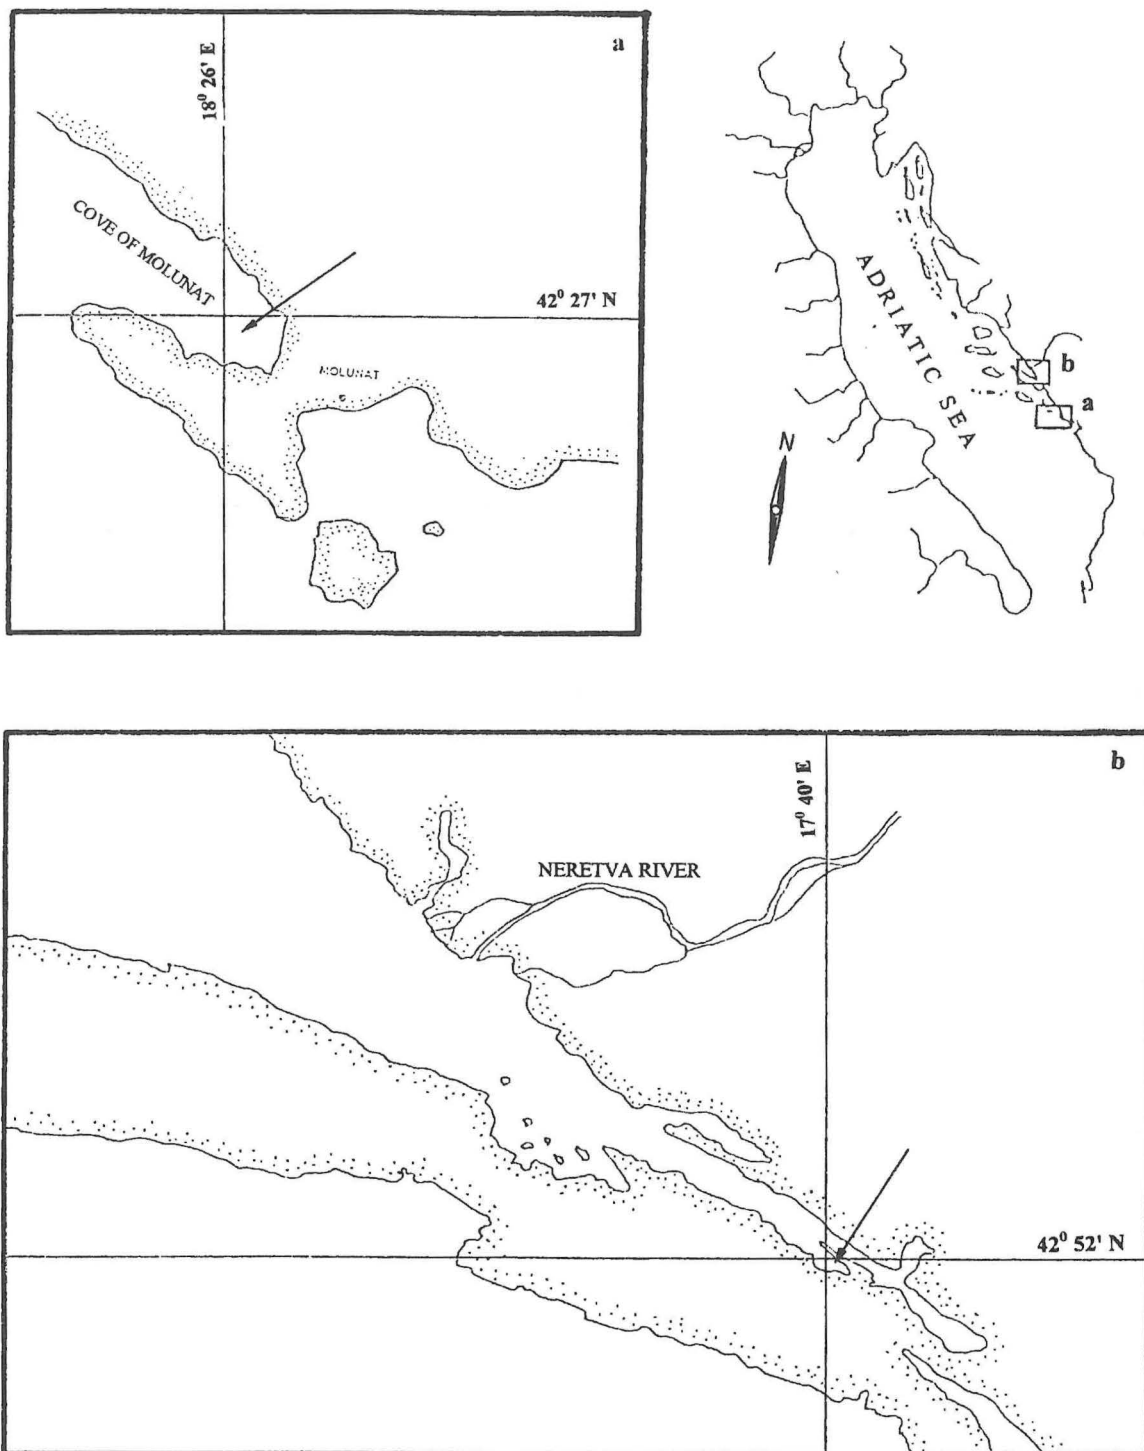 a
18⁰ 26' E
COVE OF MOLUNAT
42⁰ 27' N
MOLUNAT
ADRIATIC SEA
b
a
N
b
17⁰ 40' E
NERETVA RIVER
42⁰ 52' N